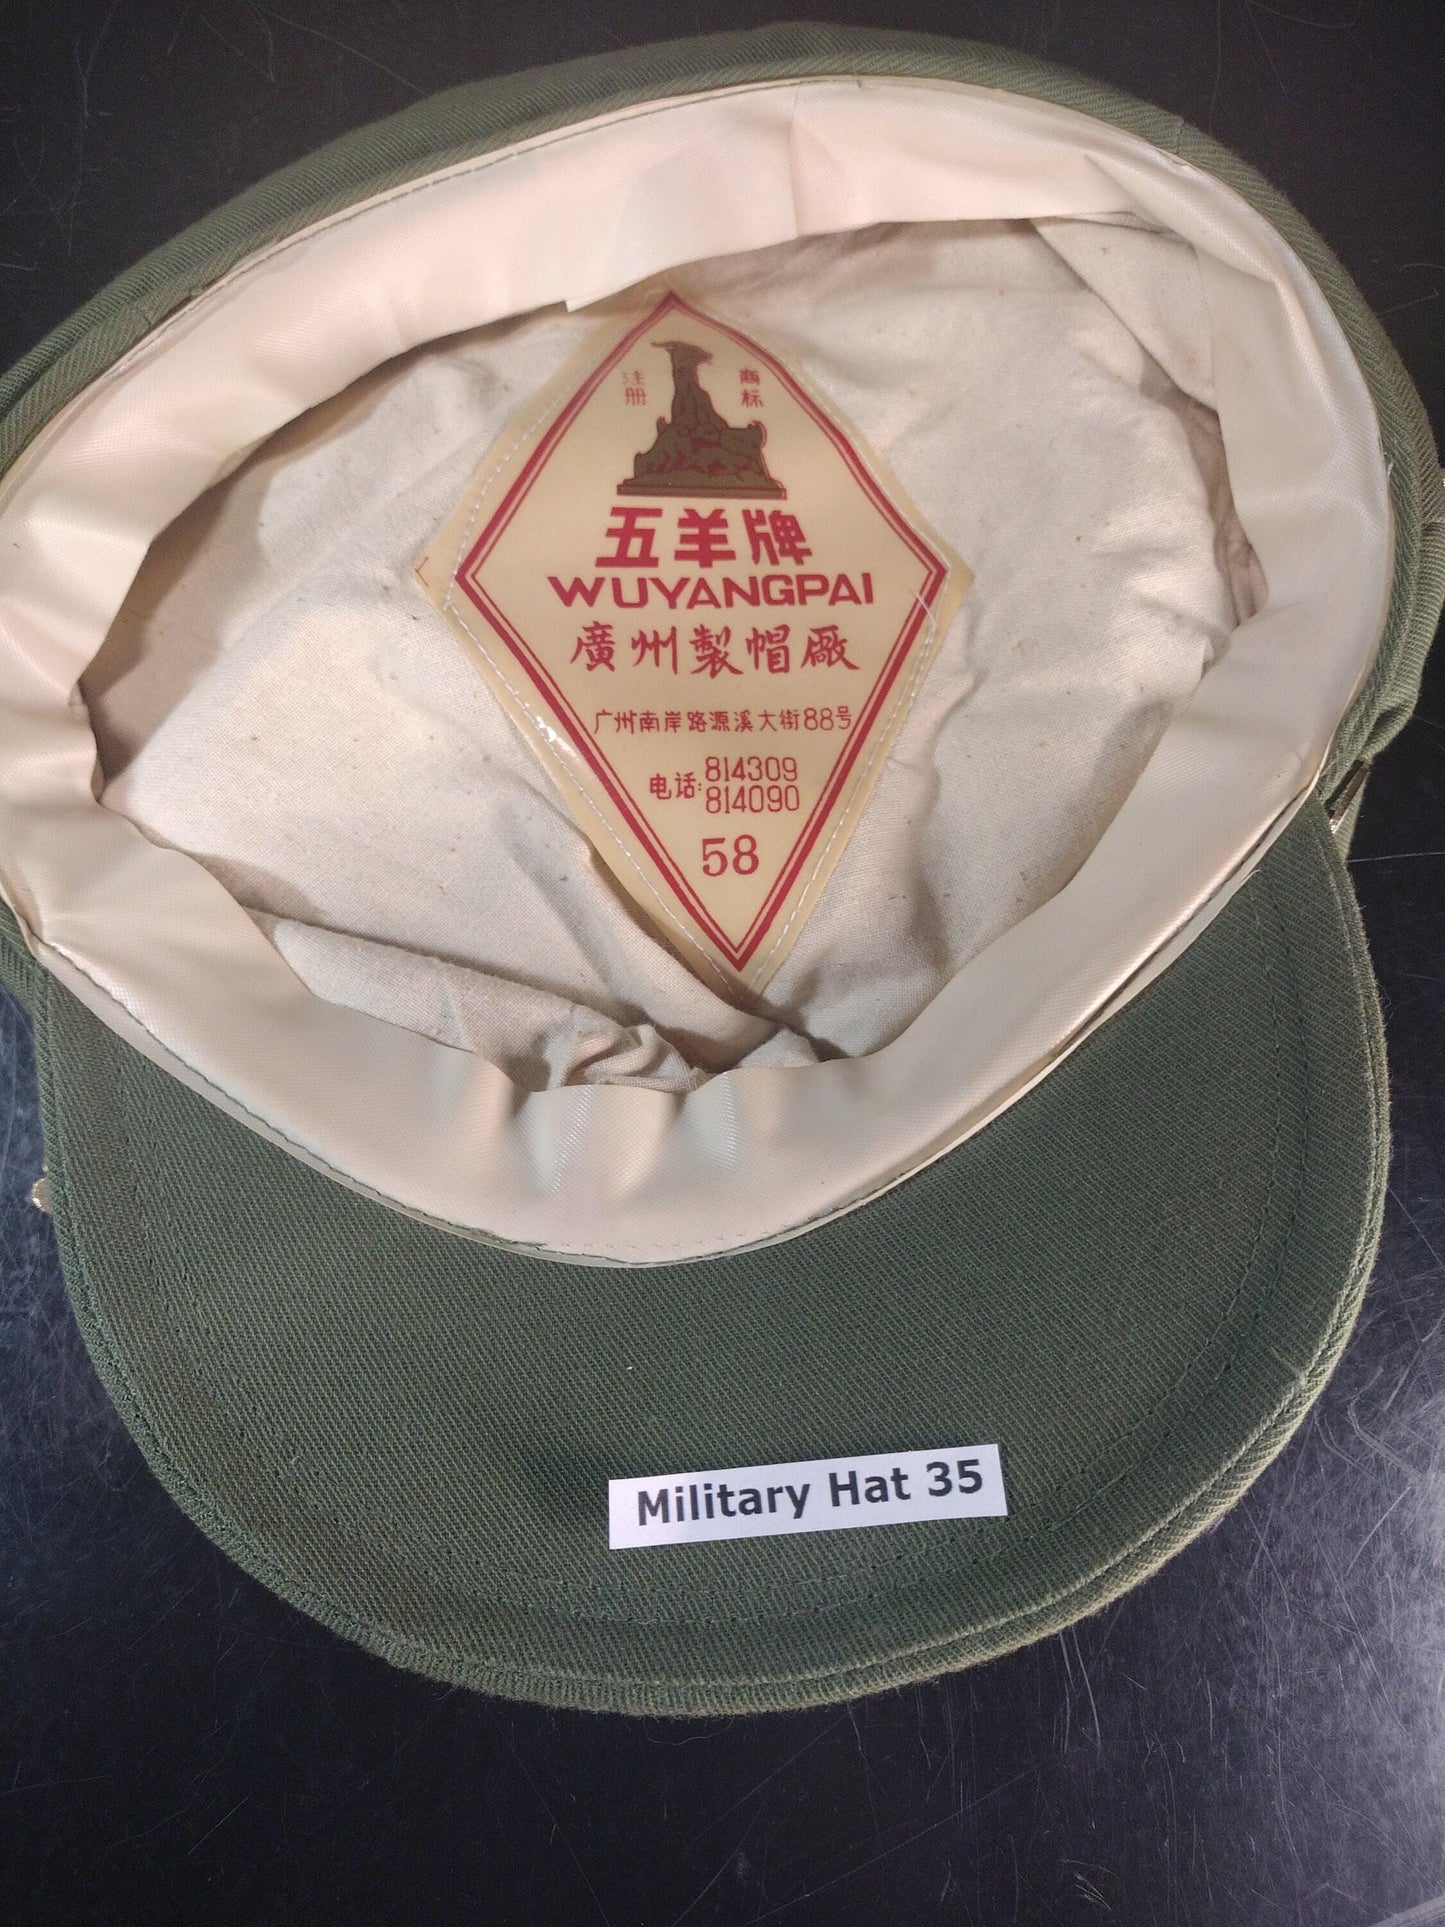 注册 商标
五羊牌
WUYANGPAI
廣州製帽廠
广州南岸路源溪大街88号
电话: 814309
814090
58
Military Hat 35